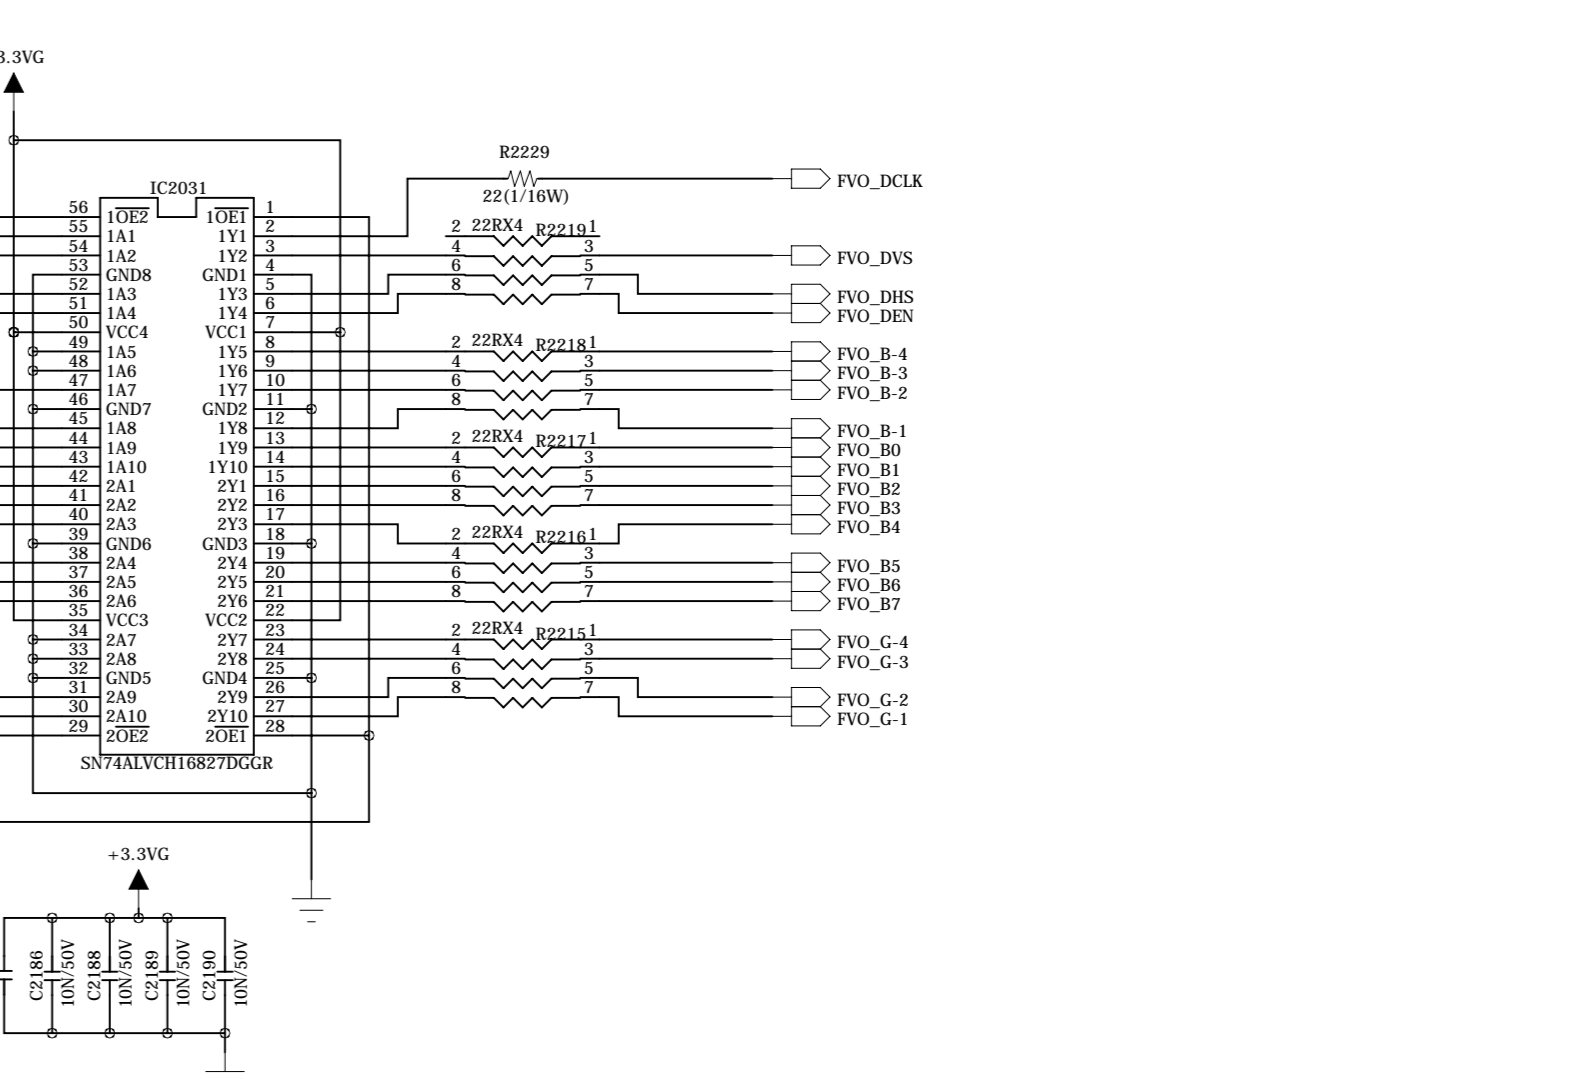 3.3VG
R2229
22(1/16W)
FVO_DCLK
IC2031
56 1OE2 1OE1 1
55 1A1 1Y1 2
54 1A2 1Y2 3
53 GND8 GND1 4
52 1A3 1Y3 5
51 1A4 1Y4 6
50 VCC4 VCC1 7
49 1A5 1Y5 8
48 1A6 1Y6 9
47 1A7 1Y7 10
46 GND7 GND2 11
45 1A8 1Y8 12
44 1A9 1Y9 13
43 1A10 1Y10 14
42 2A1 2Y1 15
41 2A2 2Y2 16
40 2A3 2Y3 17
39 GND6 GND3 18
38 2A4 2Y4 19
37 2A5 2Y5 20
36 2A6 2Y6 21
35 VCC3 VCC2 22
34 2A7 2Y7 23
33 2A8 2Y8 24
32 GND5 GND4 25
31 2A9 2Y9 26
30 2A10 2Y10 27
29 2OE2 2OE1 28
SN74ALVCH16827DGGR
2 22RX4 R2219 1
4 3 FVO_DVS
6 5 FVO_DHS
8 7 FVO_DEN
2 22RX4 R2218 1 FVO_B-4
4 3 FVO_B-3
6 5 FVO_B-2
8 7 FVO_B-1
2 22RX4 R2217 1 FVO_B0
4 3 FVO_B1
6 5 FVO_B2
8 7 FVO_B3
2 22RX4 R2216 1 FVO_B4
4 3 FVO_B5
6 5 FVO_B6
8 7 FVO_B7
2 22RX4 R2215 1 FVO_G-4
4 3 FVO_G-3
6 5 FVO_G-2
8 7 FVO_G-1
+3.3VG
C2186
10N/50V
C2188
10N/50V
C2189
10N/50V
C2190
10N/50V